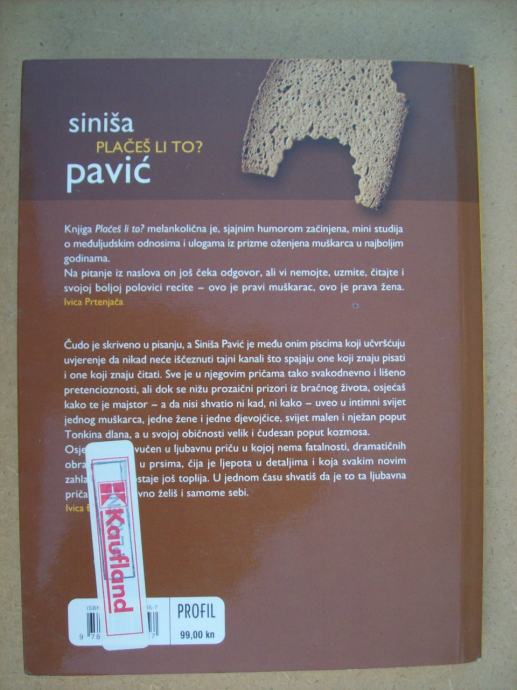 siniša
PLAČEŠ LI TO?
pavić
Knjiga Plačeš li to? melankolična je, sjajnim humorom začinjena, mini studija
o međuljudskim odnosima i ulogama iz prizme oženjena muškarca u najboljim
godinama.
Na pitanje iz naslova on još čeka odgovor, ali vi nemojte, uzmite, čitajte i
svojoj boljoj polovici recite – ovo je pravi muškarac, ovo je prava žena.
Ivica Prtenjača
Čudo je skriveno u pisanju, a Siniša Pavić je među onim piscima koji učvršćuju
uvjerenje da nikad neće iščeznuti tajni kanali što spajaju one koji znaju pisati
i one koji znaju čitati. Sve je u njegovim pričama tako svakodnevno i lišeno
pretencioznosti, ali dok se nižu prozaični prizori iz bračnog života, osjećaš
kako te je majstor – a da nisi shvatio ni kad, ni kako – uveo u intimni svijet
jednog muškarca, jedne žene i jedne djevojčice, svijet malen i nježan poput
Tonkina dlana, a u svojoj običnosti velik i čudesan poput kozmosa.
u ljubavnu priču u kojoj nema fatalnosti, dramatičnih
u prsima, čija je ljepota u detaljima i koja svakim novim
još toplija. U jednom času shvatiš da je to ta ljubavna
želiš i samome sebi.
Ivica
Kaufland
PROFIL
99,00 kn